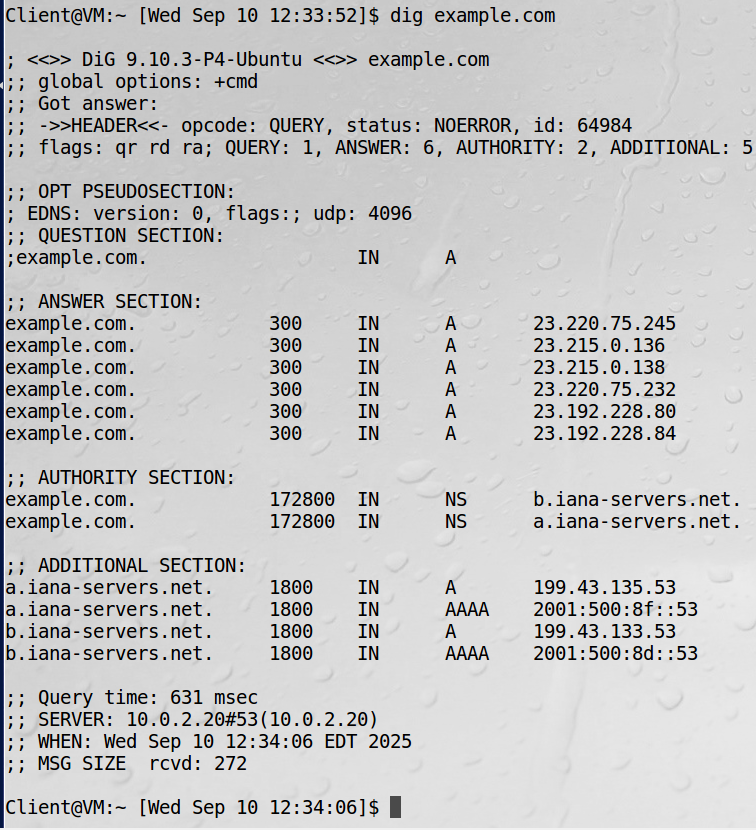 Client@VM:~ [Wed Sep 10 12:33:52]$ dig example.com

; <<>> DiG 9.10.3-P4-Ubuntu <<>> example.com
;; global options: +cmd
;; Got answer:
;; ->>HEADER<<- opcode: QUERY, status: NOERROR, id: 64984
;; flags: qr rd ra; QUERY: 1, ANSWER: 6, AUTHORITY: 2, ADDITIONAL: 5

;; OPT PSEUDOSECTION:
; EDNS: version: 0, flags:; udp: 4096
;; QUESTION SECTION:
;example.com.                   IN      A

;; ANSWER SECTION:
example.com.            300     IN      A       23.220.75.245
example.com.            300     IN      A       23.215.0.136
example.com.            300     IN      A       23.215.0.138
example.com.            300     IN      A       23.220.75.232
example.com.            300     IN      A       23.192.228.80
example.com.            300     IN      A       23.192.228.84

;; AUTHORITY SECTION:
example.com.            172800  IN      NS      b.iana-servers.net.
example.com.            172800  IN      NS      a.iana-servers.net.

;; ADDITIONAL SECTION:
a.iana-servers.net.     1800    IN      A       199.43.135.53
a.iana-servers.net.     1800    IN      AAAA    2001:500:8f::53
b.iana-servers.net.     1800    IN      A       199.43.133.53
b.iana-servers.net.     1800    IN      AAAA    2001:500:8d::53

;; Query time: 631 msec
;; SERVER: 10.0.2.20#53(10.0.2.20)
;; WHEN: Wed Sep 10 12:34:06 EDT 2025
;; MSG SIZE  rcvd: 272

Client@VM:~ [Wed Sep 10 12:34:06]$